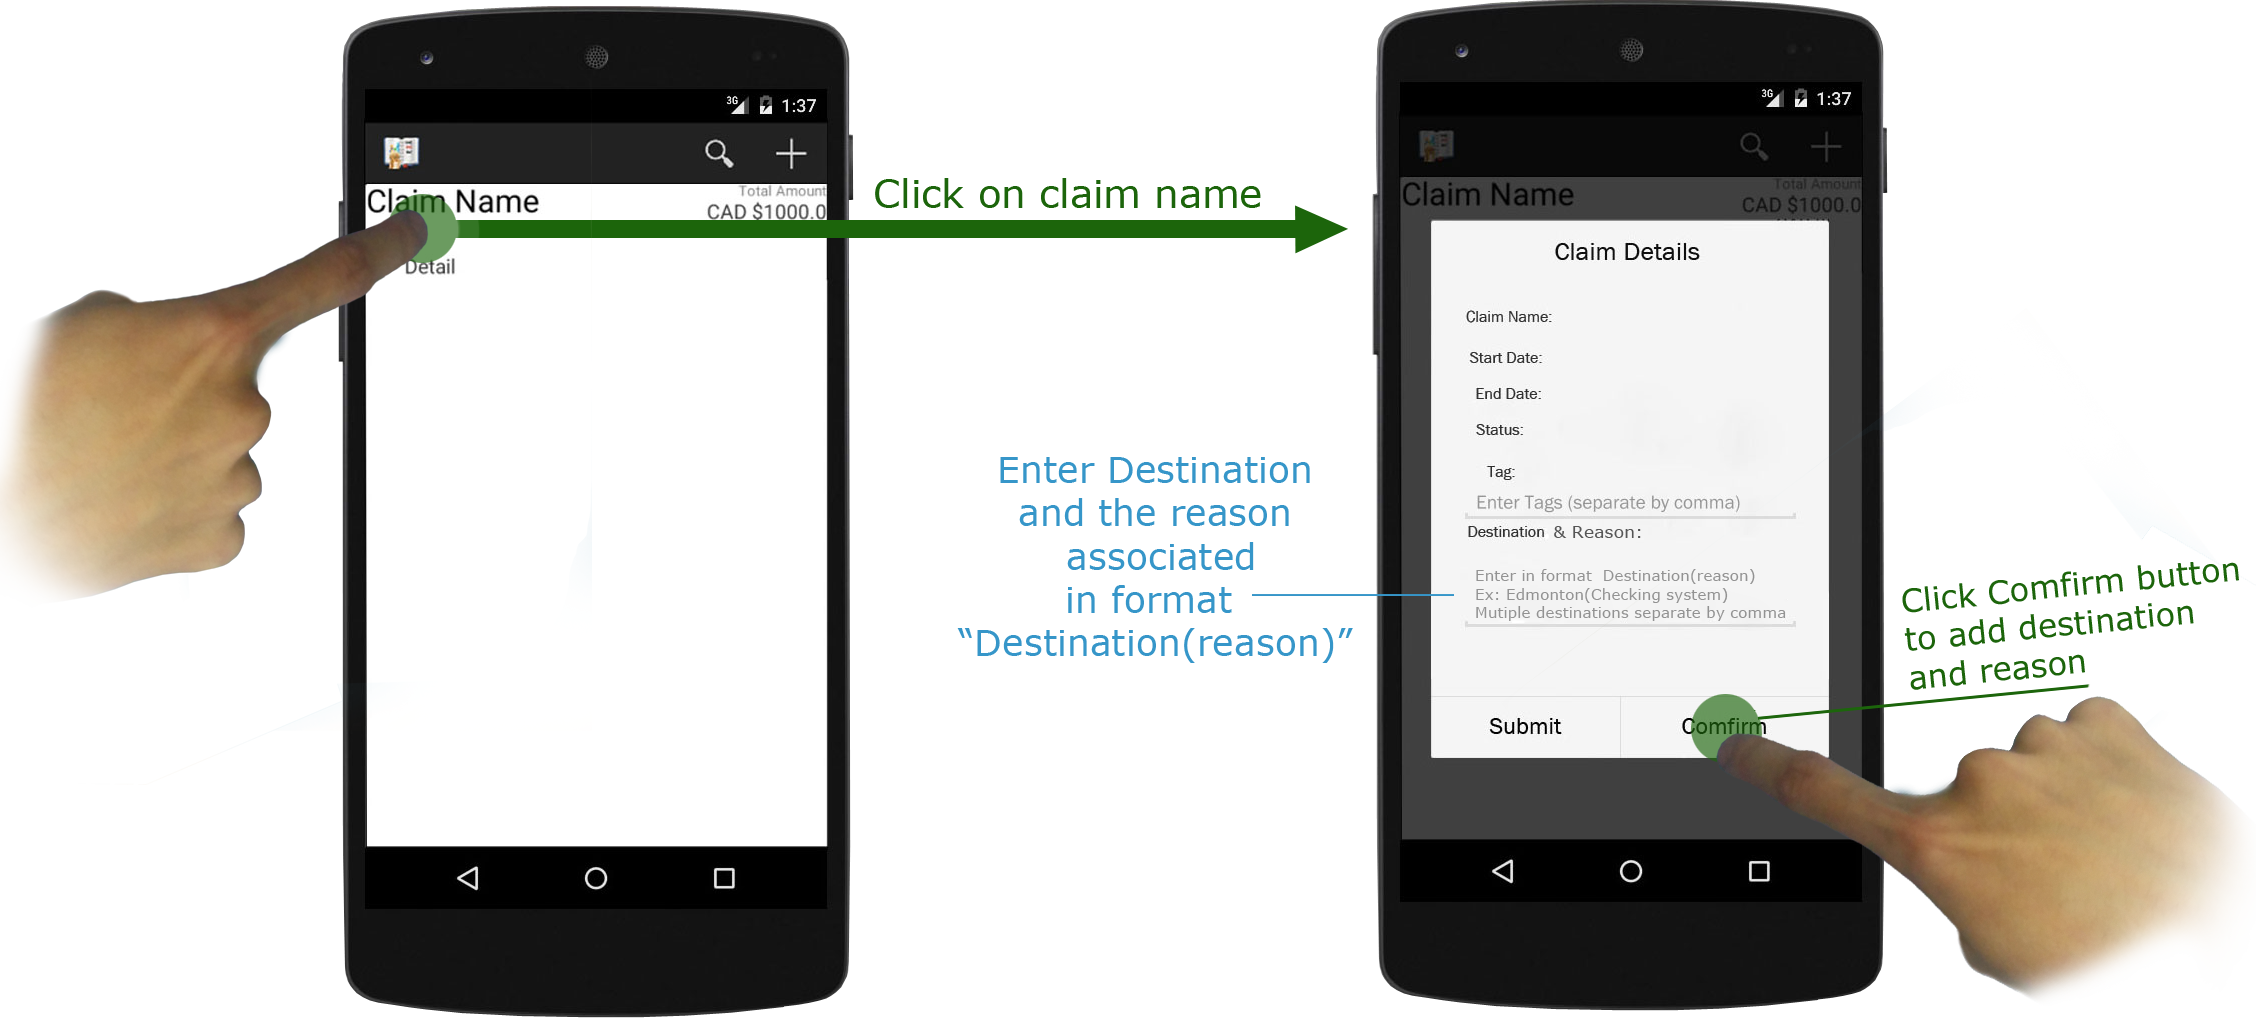 3G 1:37
Claim Name
Total Amount
CAD $1000.0
Detail
Click on claim name
3G 1:37
Claim Name
Total Amount
CAD $1000.0
Claim Details
Claim Name:
Start Date:
End Date:
Status:
Tag:
Enter Tags (separate by comma)
Destination & Reason:
Enter in format Destination(reason)
Ex: Edmonton(Checking system)
Mutiple destinations separate by comma
Submit
Comfirm
Enter Destination
and the reason
associated
in format
“Destination(reason)”
Click Comfirm button
to add destination
and reason